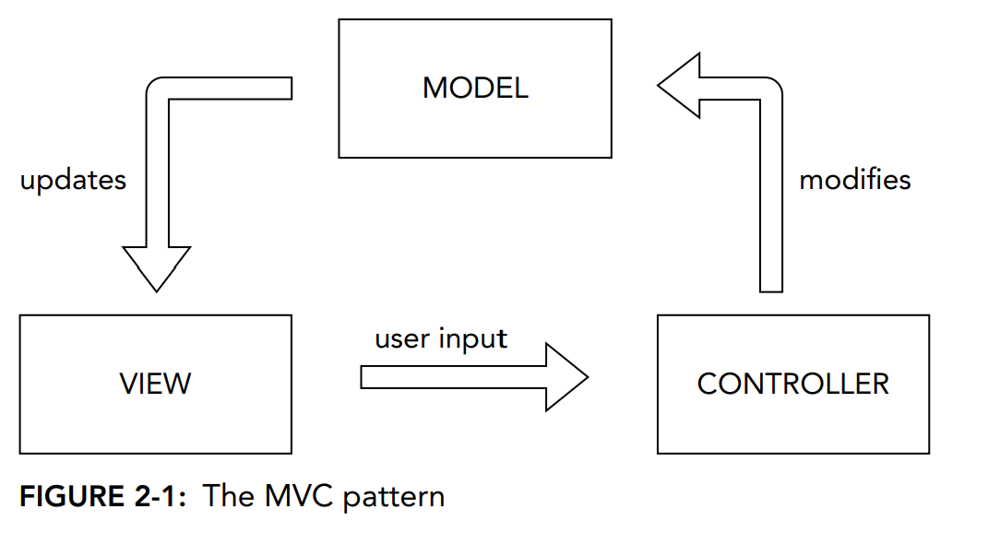 MODEL
updates
modifies
user input
VIEW
CONTROLLER
FIGURE 2-1: The MVC pattern